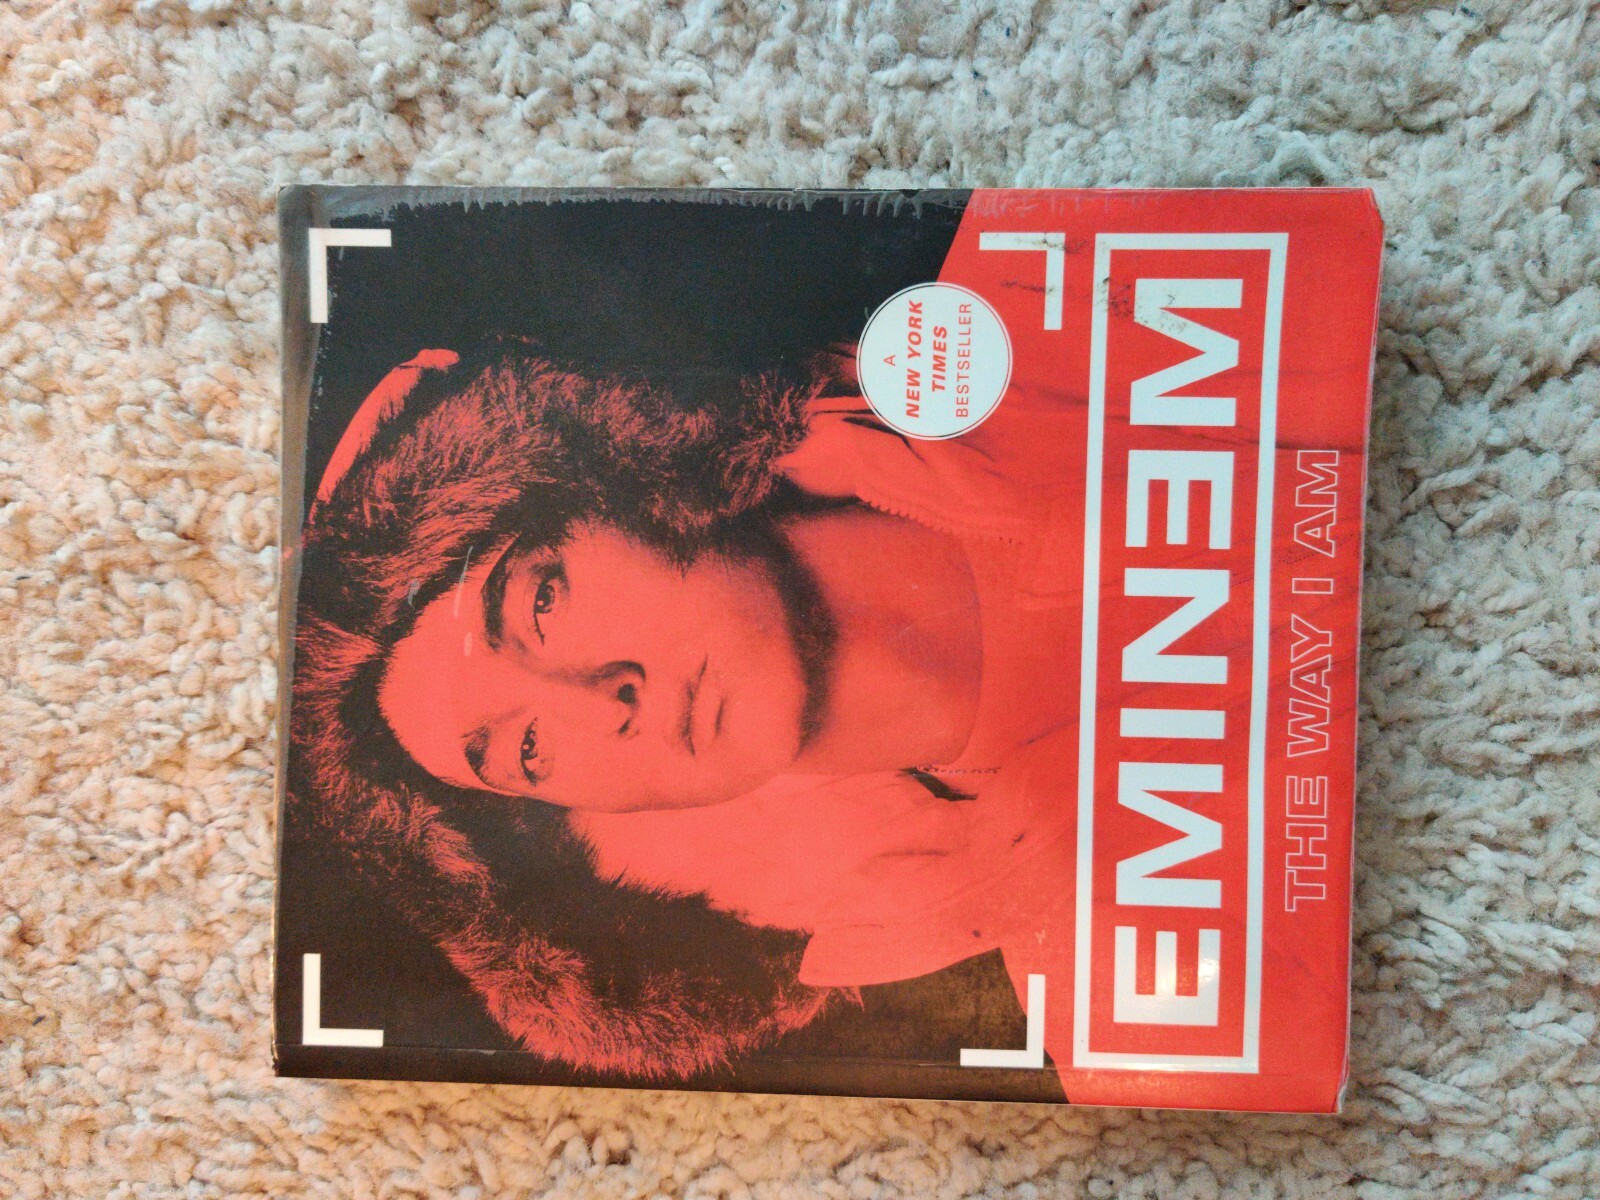 A
NEW YORK
TIMES
BESTSELLER
EMINEM
THE WAY I AM